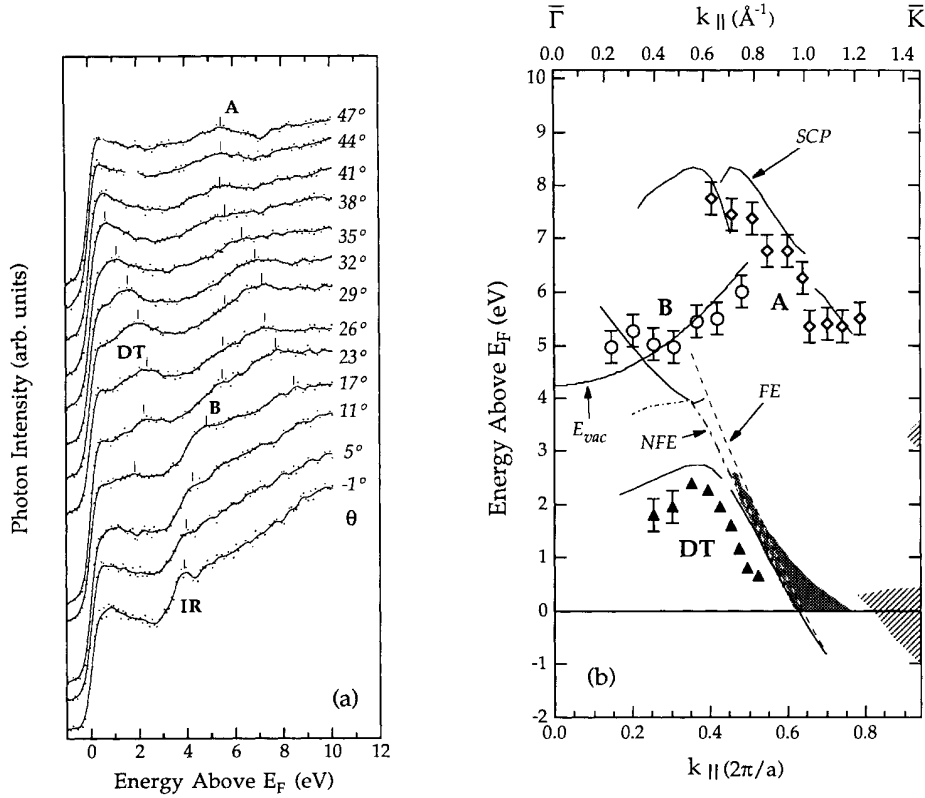 Photon Intensity (arb. units)
A
47°
44°
41°
38°
35°
32°
29°
DT
26°
23°
B
17°
11°
5°
-1°
θ
IR
(a)
0 2 4 6 8 10 12
Energy Above E_F (eV)
Γ̅ k || (Å⁻¹) K̅
0.0 0.2 0.4 0.6 0.8 1.0 1.2 1.4
Energy Above E_F (eV)
10
9
8
7
6
5
4
3
2
1
0
-1
-2
SCP
B
A
E_vac
NFE
FE
DT
(b)
0.0 0.2 0.4 0.6 0.8
k || (2π/a)